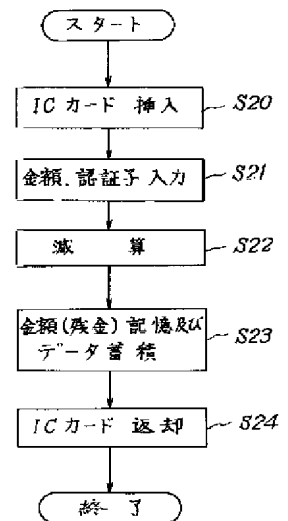 スタート
ICカード 挿入
S20
金額、認証子入力
S21
減 算
S22
金額(残金)記憶及び
データ蓄積
S23
ICカード 返却
S24
終了